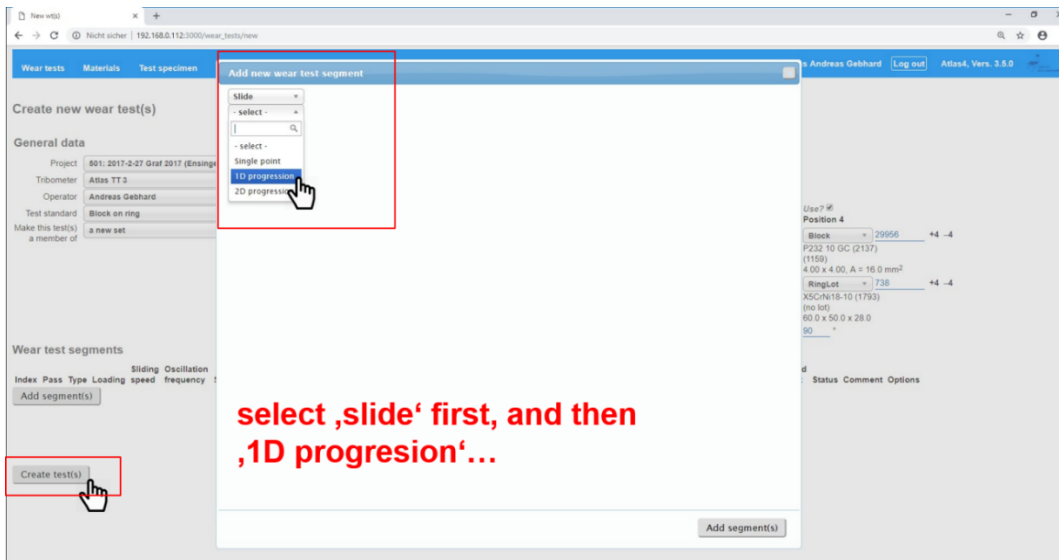 New wt(s)
Nicht sicher | 192.168.0.112:3000/wear_tests/new
Wear tests Materials Test specimen
s Andreas Gebhard Log out Atlas4, Vers. 3.5.0
Add new wear test segment
Slide
- select -
- select -
Single point
1D progression
2D progression
Create new wear test(s)
General data
Project 501: 2017-2-27 Graf 2017 (Ensinge
Tribometer Atlas TT 3
Operator Andreas Gebhard
Test standard Block on ring
Make this test(s) a new set
a member of
Use?
Position 4
Block 29956 +4 -4
P232 10 GC (2137)
(1159)
4.00 x 4.00, A = 16.0 mm²
RingLot 738 +4 -4
X5CrNi18-10 (1793)
(no lot)
60.0 x 50.0 x 28.0
90 °
Wear test segments
Sliding Oscillation
Index Pass Type Loading speed frequency
d
Status Comment Options
Add segment(s)
select ‚slide‘ first, and then
‚1D progresion‘…
Create test(s)
Add segment(s)